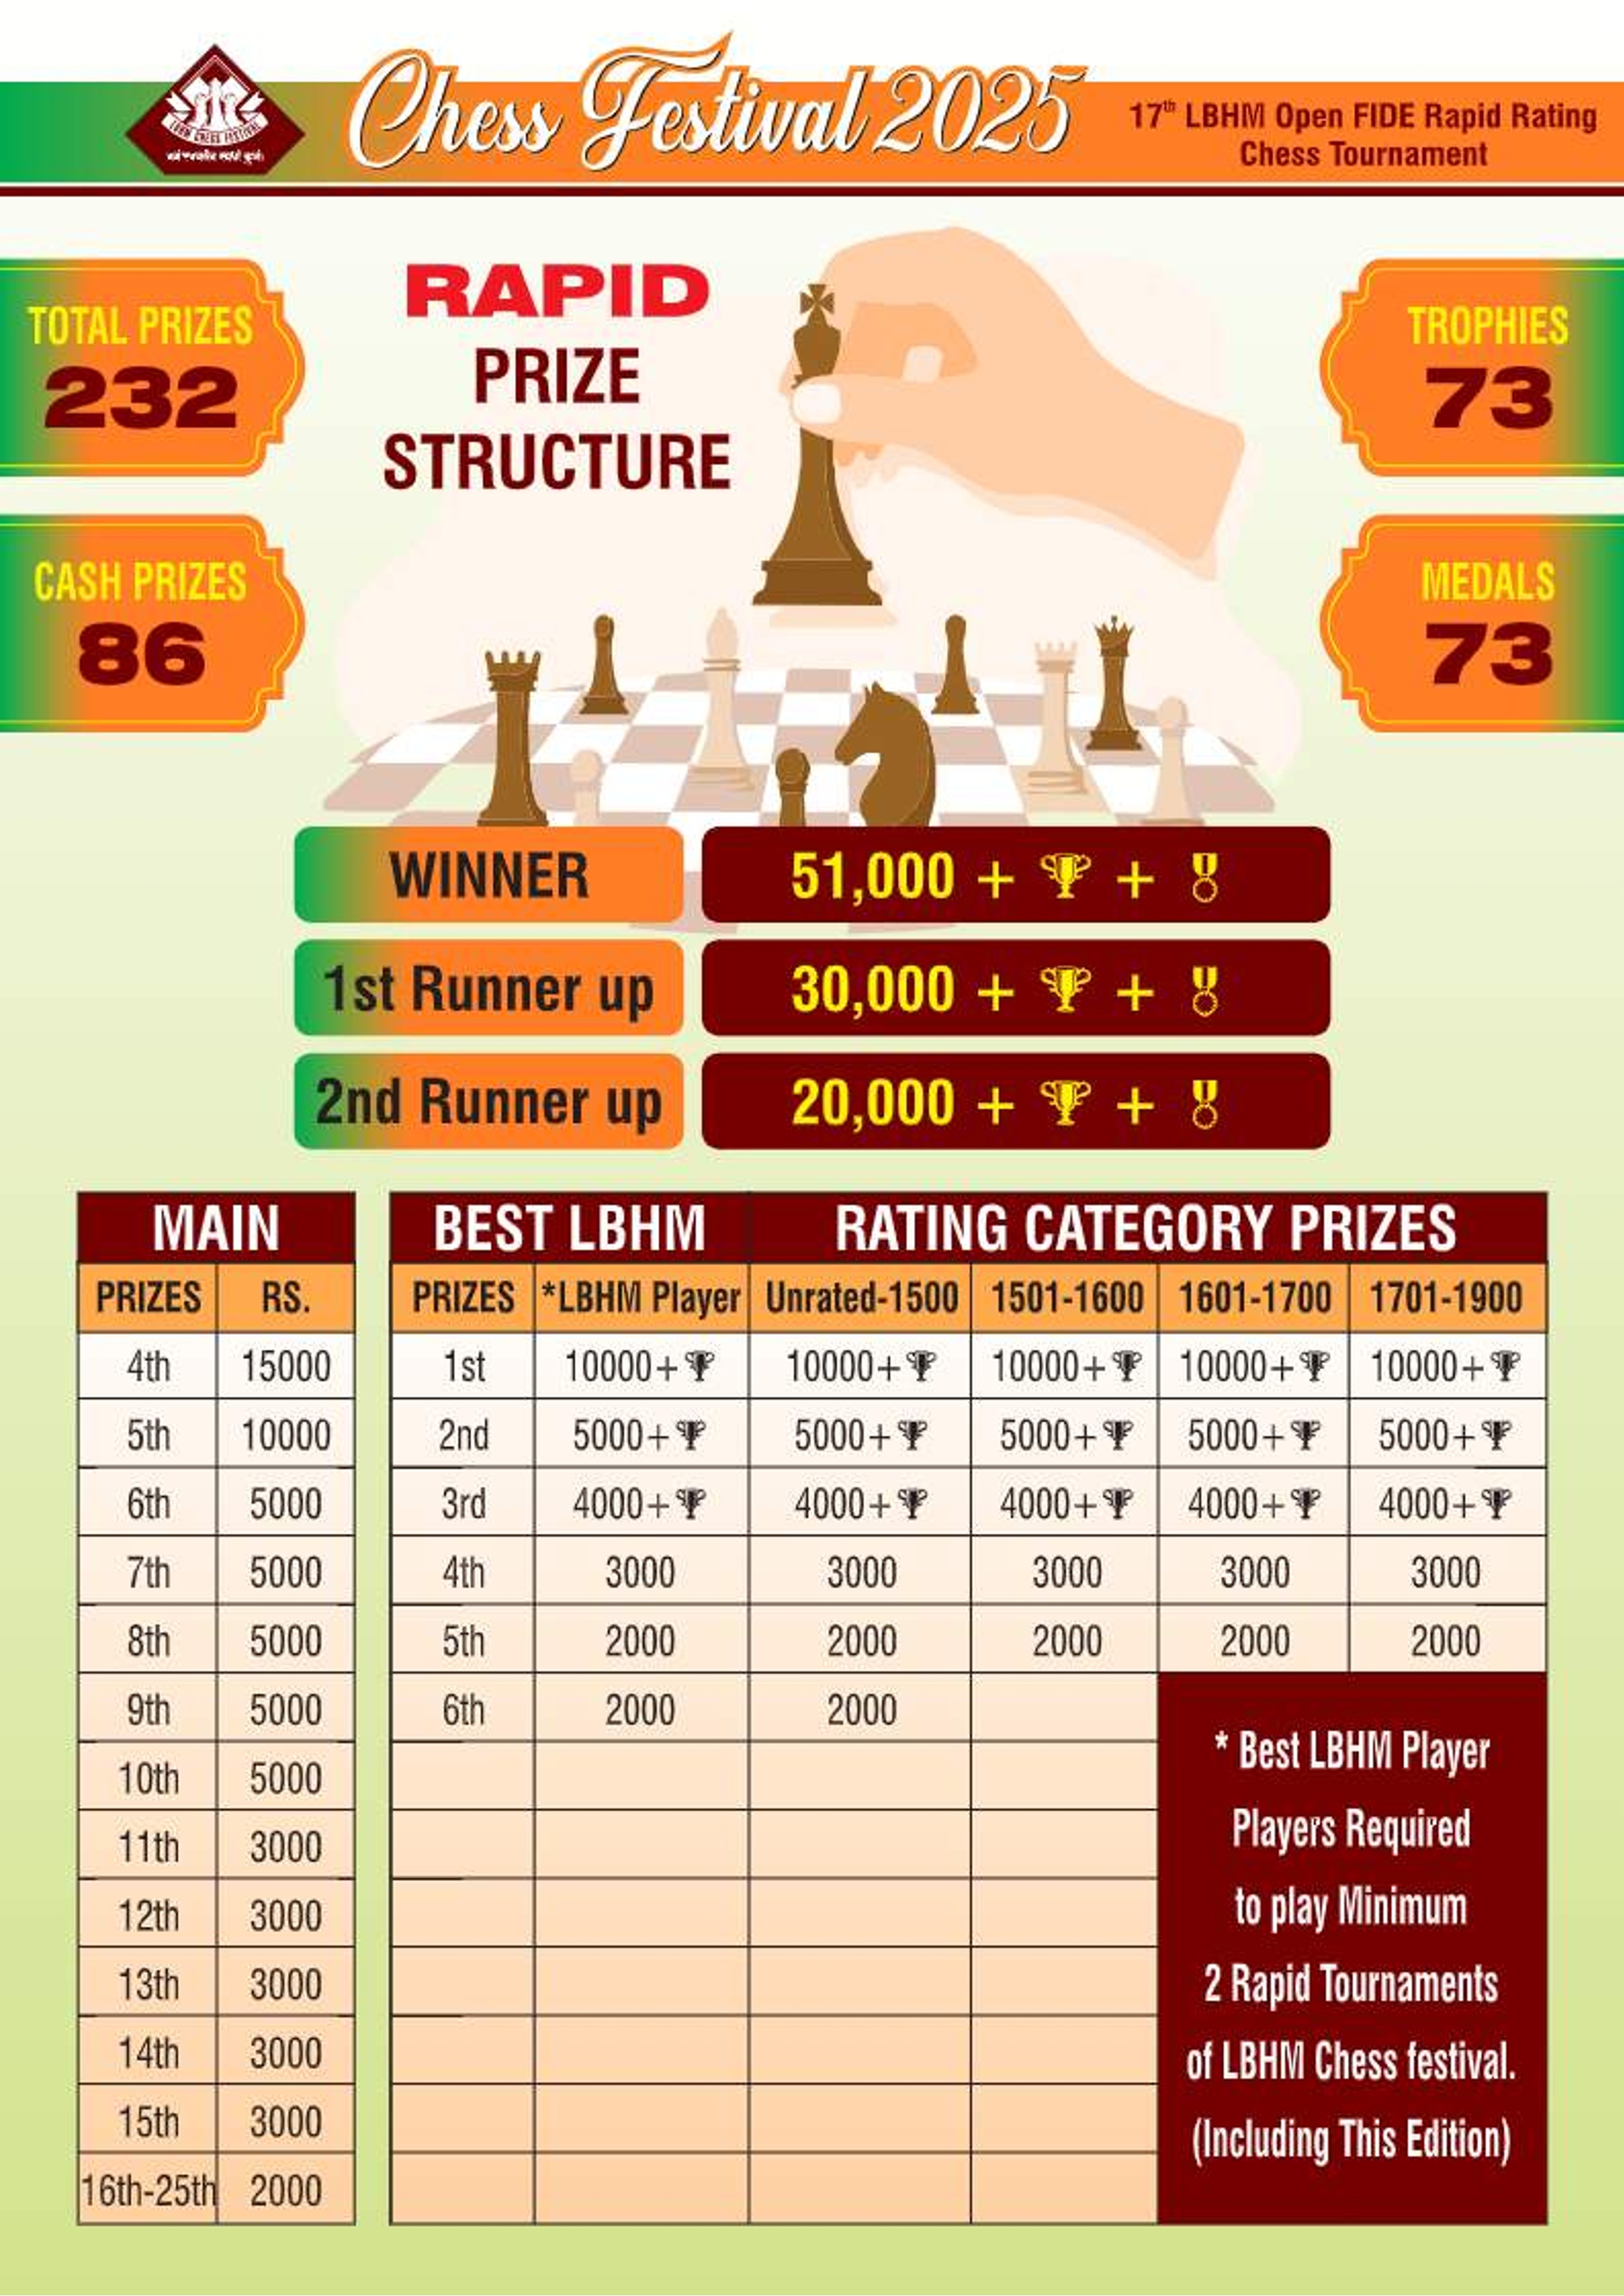 LBHM CHESS FESTIVAL
Chess Festival 2025
17th LBHM Open FIDE Rapid Rating
Chess Tournament
TOTAL PRIZES
232
RAPID
PRIZE
STRUCTURE
TROPHIES
73
CASH PRIZES
86
MEDALS
73
WINNER 51,000 + 🏆 + 🎖
1st Runner up 30,000 + 🏆 + 🎖
2nd Runner up 20,000 + 🏆 + 🎖
MAIN
PRIZES RS.
4th 15000
5th 10000
6th 5000
7th 5000
8th 5000
9th 5000
10th 5000
11th 3000
12th 3000
13th 3000
14th 3000
15th 3000
16th-25th 2000
BEST LBHM RATING CATEGORY PRIZES
PRIZES *LBHM Player Unrated-1500 1501-1600 1601-1700 1701-1900
1st 10000+🏆 10000+🏆 10000+🏆 10000+🏆 10000+🏆
2nd 5000+🏆 5000+🏆 5000+🏆 5000+🏆 5000+🏆
3rd 4000+🏆 4000+🏆 4000+🏆 4000+🏆 4000+🏆
4th 3000 3000 3000 3000 3000
5th 2000 2000 2000 2000 2000
6th 2000 2000
* Best LBHM Player
Players Required
to play Minimum
2 Rapid Tournaments
of LBHM Chess festival.
(Including This Edition)